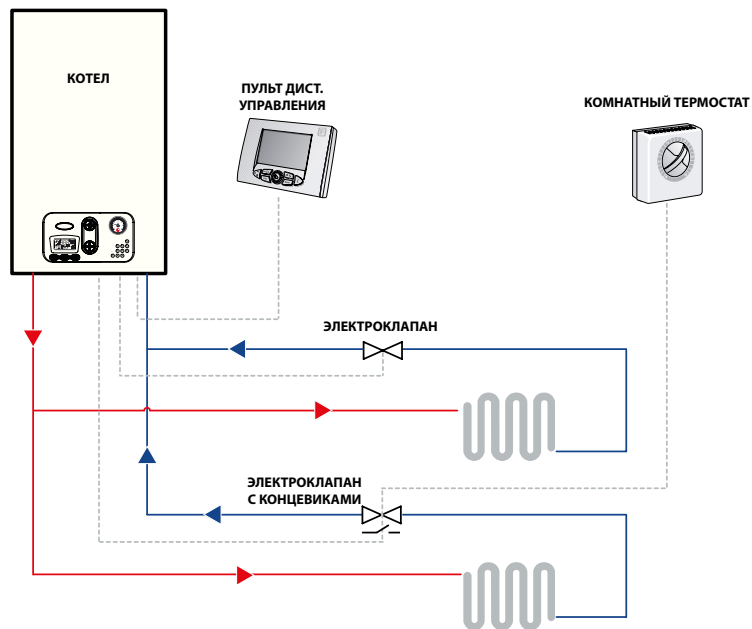 КОТЕЛ
ПУЛЬТ ДИСТ.
УПРАВЛЕНИЯ
КОМНАТНЫЙ ТЕРМОСТАТ
ЭЛЕКТРОКЛАПАН
ЭЛЕКТРОКЛАПАН
С КОНЦЕВИКАМИ